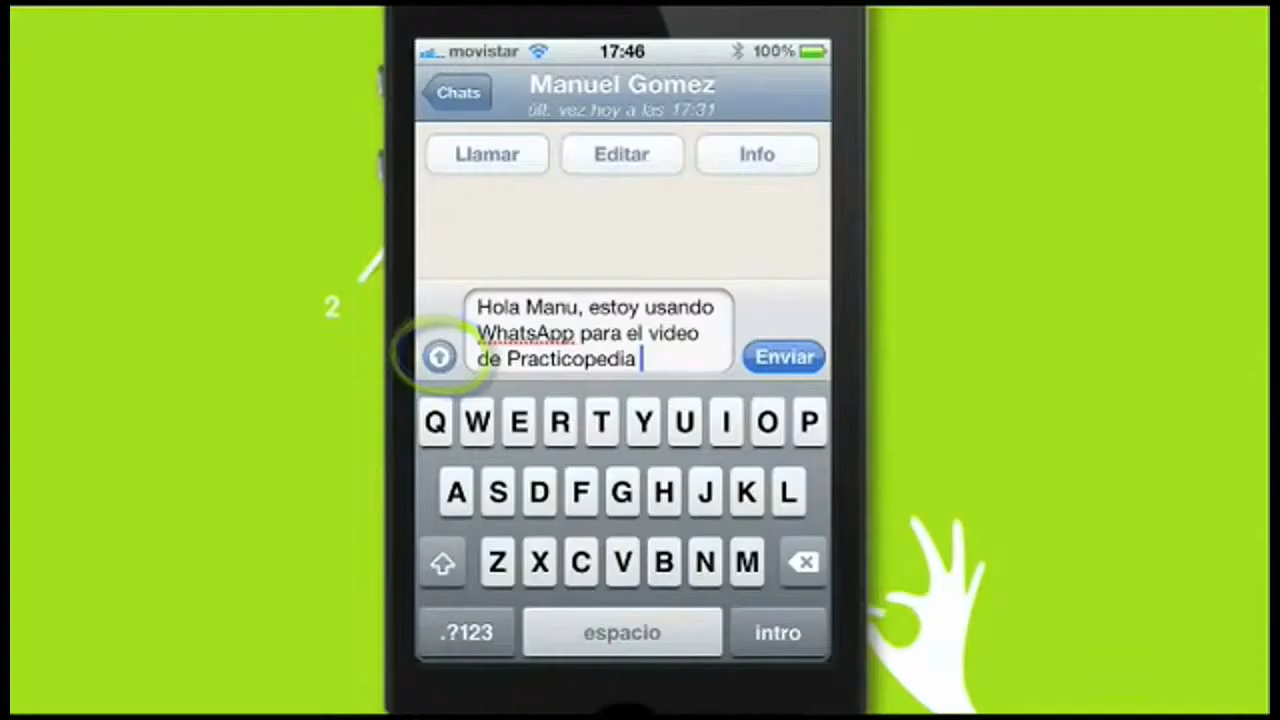 movistar 17:46 100%
Chats Manuel Gomez
últ. vez hoy a las 17:31
Llamar Editar Info
2
Hola Manu, estoy usando
WhatsApp para el video
de Practicopedia
Enviar
Q W E R T Y U I O P
A S D F G H J K L
Z X C V B N M
.?123 espacio intro